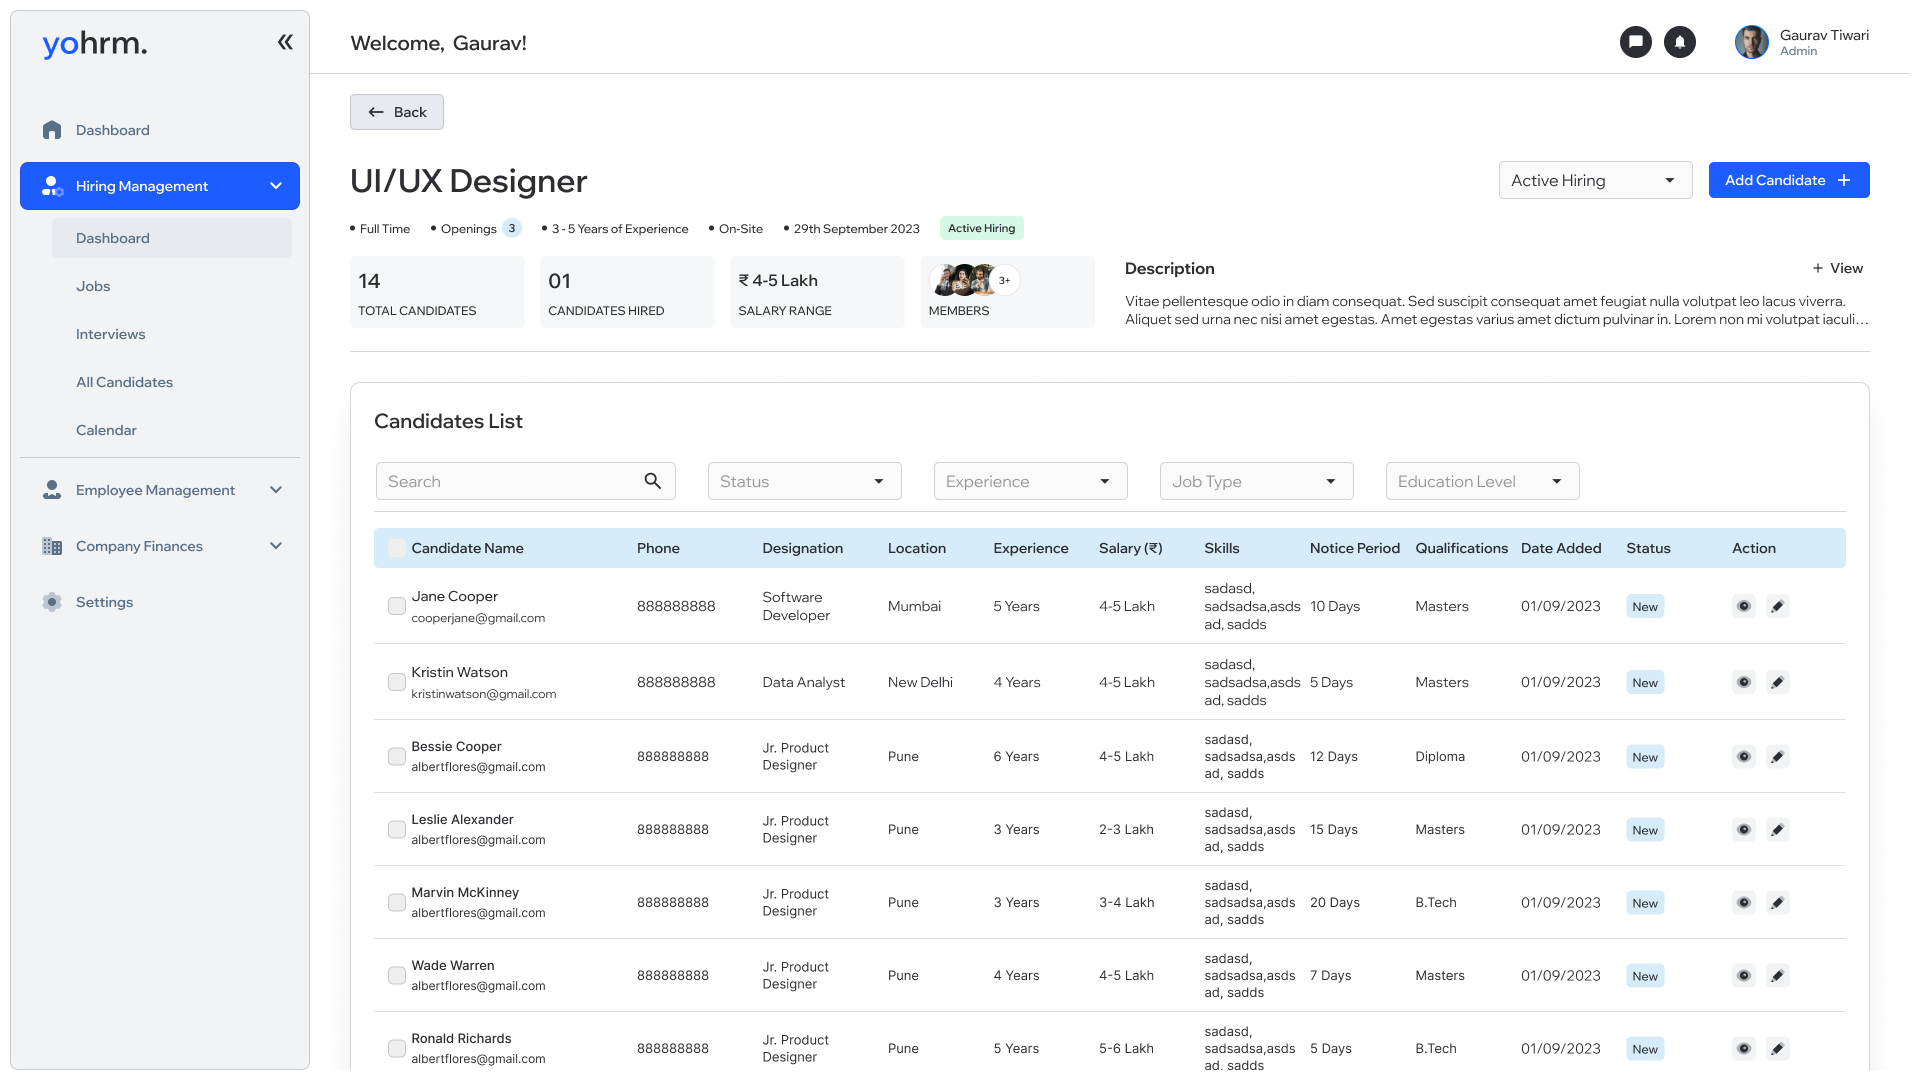 yohrm.
Welcome, Gaurav!
Gaurav Tiwari
Admin
Dashboard
Hiring Management
Dashboard
Jobs
Interviews
All Candidates
Calendar
Employee Management
Company Finances
Settings
Back
UI/UX Designer
Active Hiring
Add Candidate +
• Full Time • Openings 3 • 3 - 5 Years of Experience • On-Site • 29th September 2023 Active Hiring
14
TOTAL CANDIDATES
01
CANDIDATES HIRED
₹ 4-5 Lakh
SALARY RANGE
3+
MEMBERS
Description
+ View
Vitae pellentesque odio in diam consequat. Sed suscipit consequat amet feugiat nulla volutpat leo lacus viverra.
Aliquet sed urna nec nisi amet egestas. Amet egestas varius amet dictum pulvinar in. Lorem non mi volutpat iaculi…
Candidates List
Search Status Experience Job Type Education Level
Candidate Name Phone Designation Location Experience Salary (₹) Skills Notice Period Qualifications Date Added Status Action
Jane Cooper
cooperjane@gmail.com
888888888
Software
Developer
Mumbai
5 Years
4-5 Lakh
sadasd,
sadsadsa,asds
ad, sadds
10 Days
Masters
01/09/2023
New
Kristin Watson
kristinwatson@gmail.com
888888888
Data Analyst
New Delhi
4 Years
4-5 Lakh
sadasd,
sadsadsa,asds
ad, sadds
5 Days
Masters
01/09/2023
New
Bessie Cooper
albertflores@gmail.com
888888888
Jr. Product
Designer
Pune
6 Years
4-5 Lakh
sadasd,
sadsadsa,asds
ad, sadds
12 Days
Diploma
01/09/2023
New
Leslie Alexander
albertflores@gmail.com
888888888
Jr. Product
Designer
Pune
3 Years
2-3 Lakh
sadasd,
sadsadsa,asds
ad, sadds
15 Days
Masters
01/09/2023
New
Marvin McKinney
albertflores@gmail.com
888888888
Jr. Product
Designer
Pune
3 Years
3-4 Lakh
sadasd,
sadsadsa,asds
ad, sadds
20 Days
B.Tech
01/09/2023
New
Wade Warren
albertflores@gmail.com
888888888
Jr. Product
Designer
Pune
4 Years
4-5 Lakh
sadasd,
sadsadsa,asds
ad, sadds
7 Days
Masters
01/09/2023
New
Ronald Richards
albertflores@gmail.com
888888888
Jr. Product
Designer
Pune
5 Years
5-6 Lakh
sadasd,
sadsadsa,asds
ad, sadds
5 Days
B.Tech
01/09/2023
New